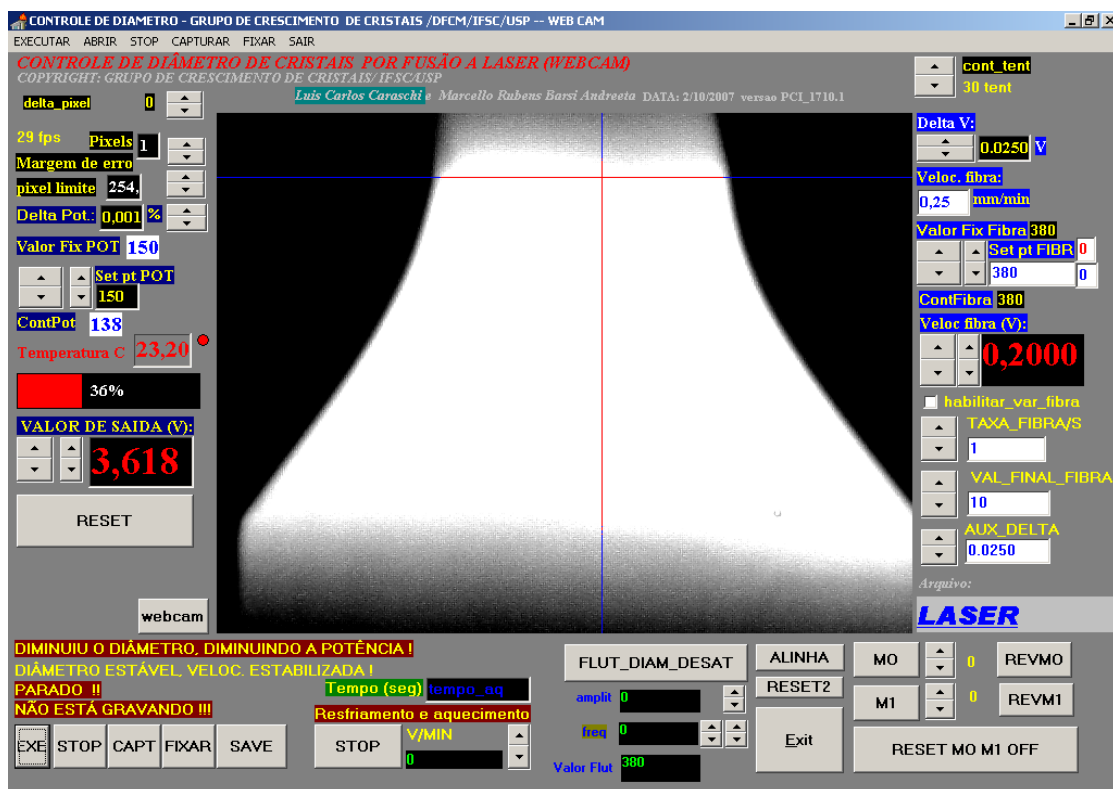 CONTROLE DE DIAMETRO - GRUPO DE CRESCIMENTO DE CRISTAIS /DFCM/IFSC/USP -- WEB CAM
EXECUTAR ABRIR STOP CAPTURAR FIXAR SAIR
CONTROLE DE DIÂMETRO DE CRISTAIS POR FUSÃO A LASER (WEBCAM)
COPYRIGHT: GRUPO DE CRESCIMENTO DE CRISTAIS/ IFSC/USP
Luis Carlos Caraschi e Marcello Rubens Barsi Andreeta DATA: 2/10/2007 versao PCI_1710.1
delta_pixel 0
29 fps Pixels 1
Margem de erro
pixel limite 254,
Delta Pot.: 0,001 %
Valor Fix POT 150
Set pt POT
150
ContPot 138
Temperatura C 23,20
36%
VALOR DE SAIDA (V):
3,618
RESET
webcam
cont_tent
30 tent
Delta V:
0.0250 V
Veloc. fibra:
0,25 mm/min
Valor Fix Fibra 380
Set pt FIBR 0
380 0
ContFibra 380
Veloc fibra (V):
0,2000
habilitar_var_fibra
TAXA_FIBRA/S
1
VAL_FINAL_FIBRA
10
AUX_DELTA
0.0250
Arquivo:
LASER
DIMINUIU O DIÂMETRO, DIMINUINDO A POTÊNCIA !
DIÂMETRO ESTÁVEL, VELOC. ESTABILIZADA !
PARADO !!
NÃO ESTÁ GRAVANDO !!!
Tempo (seg) tempo_aq
Resfriamento e aquecimento
EXE STOP CAPT FIXAR SAVE
STOP
V/MIN
0
FLUT_DIAM_DESAT
amplit 0
freq 0
Valor Flut 380
ALINHA
RESET2
Exit
MO 0 REVMO
M1 0 REVM1
RESET MO M1 OFF